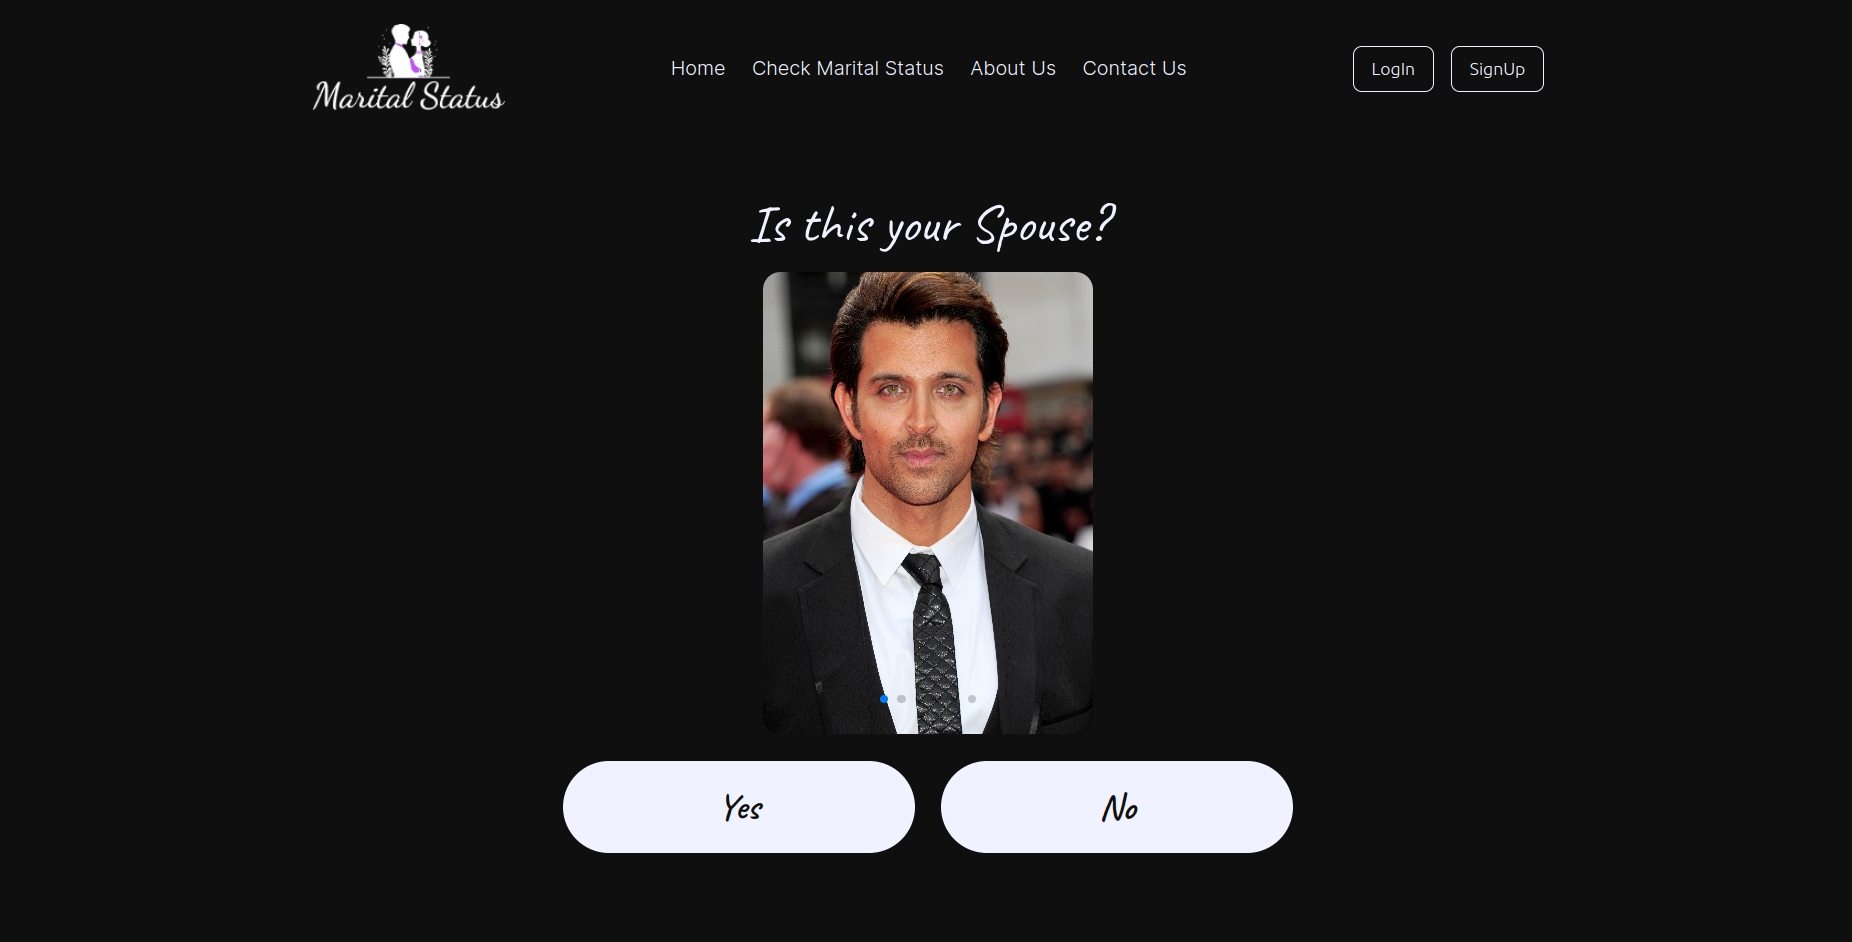 Marital Status
Home Check Marital Status About Us Contact Us
LogIn SignUp
Is this your Spouse?
Yes No